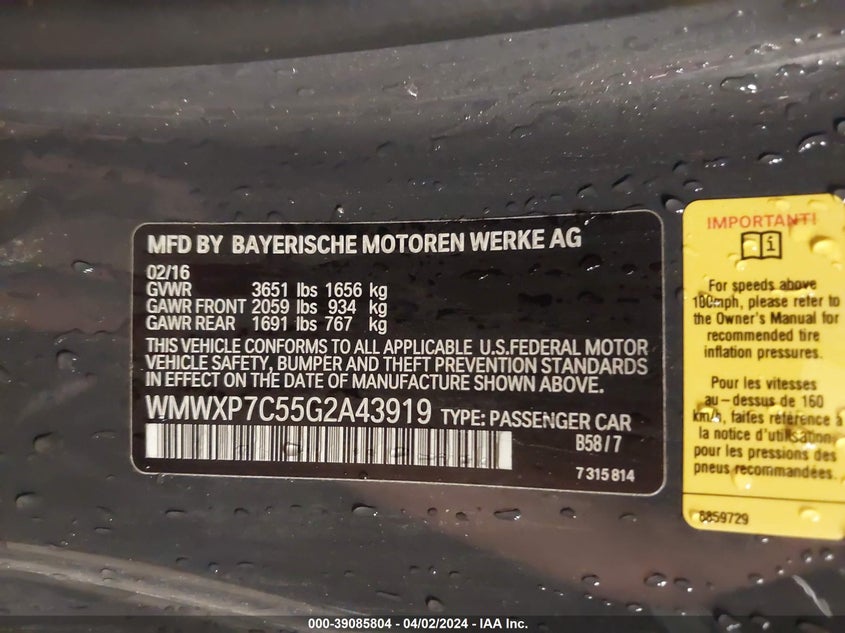 MFD BY BAYERISCHE MOTOREN WERKE AG
02/16
GVWR 3651 lbs 1656 kg
GAWR FRONT 2059 lbs 934 kg
GAWR REAR 1691 lbs 767 kg
THIS VEHICLE CONFORMS TO ALL APPLICABLE U.S.FEDERAL MOTOR
VEHICLE SAFETY, BUMPER AND THEFT PREVENTION STANDARDS
IN EFFECT ON THE DATE OF MANUFACTURE SHOWN ABOVE.
WMWXP7C55G2A43919 TYPE: PASSENGER CAR
B58/7
7 315 814
IMPORTANT!
For speeds above
100mph, please refer to
the Owner's Manual for
recommended tire
inflation pressures.
Pour les vitesses
au-dessus de 160
km/h, faites référence à
la notice d'utilisation,
pour les pressions des
pneus recommandées.
6859729
000-39085804 - 04/02/2024 - IAA Inc.